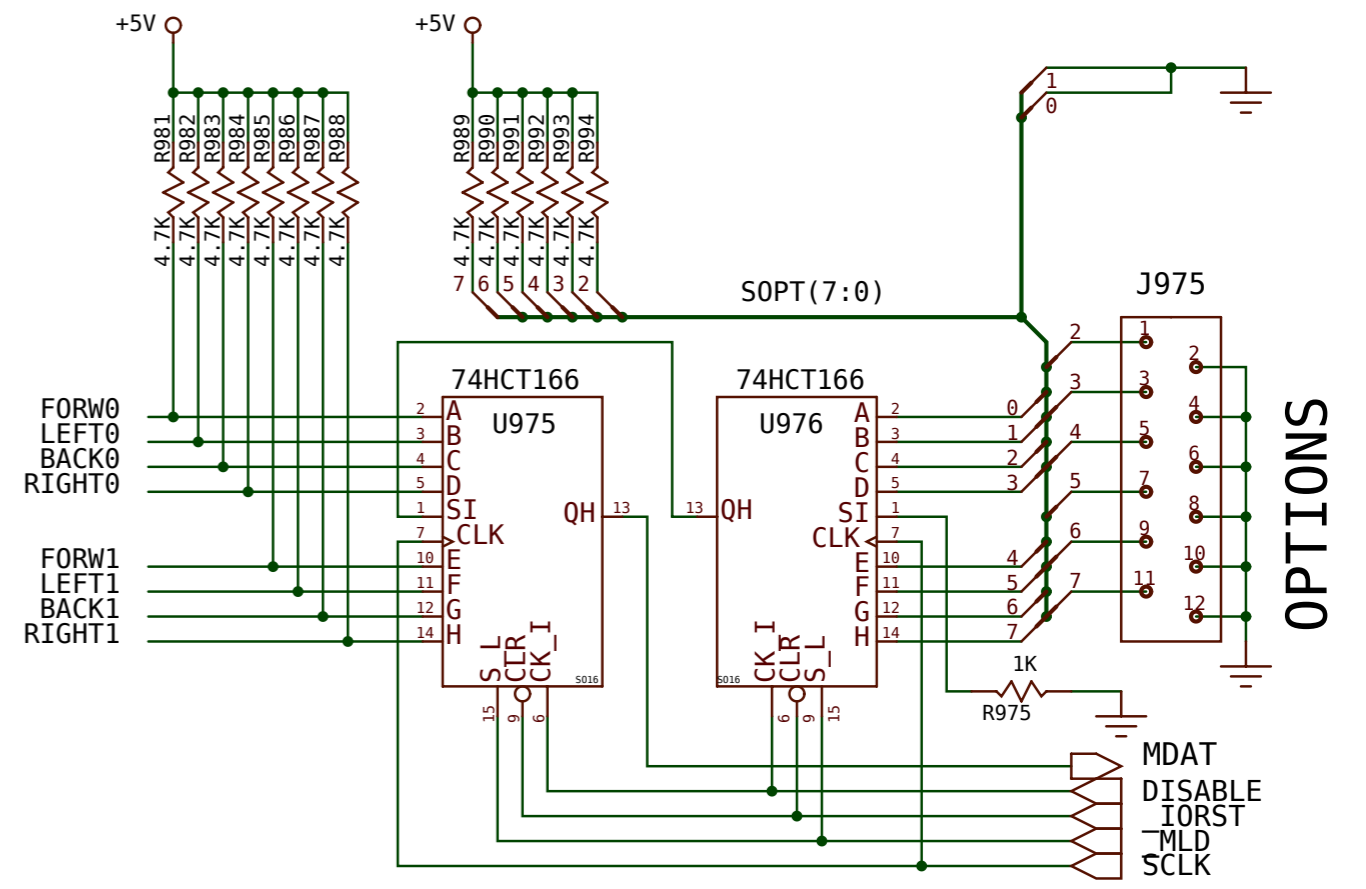 +5V
+5V
R981
R982
R983
R984
R985
R986
R987
R988
4.7K
4.7K
4.7K
4.7K
4.7K
4.7K
4.7K
4.7K
R989
R990
R991
R992
R993
R994
4.7K
4.7K
4.7K
4.7K
4.7K
4.7K
7 6 5 4 3 2
1
0
SOPT(7:0)
J975
1
2
3
4
5
6
7
8
9
10
11
12
OPTIONS
2
3
4
5
6
7
FORW0
LEFT0
BACK0
RIGHT0
FORW1
LEFT1
BACK1
RIGHT1
74HCT166
U975
2 A
3 B
4 C
5 D
1 SI
7 CLK
10 E
11 F
12 G
14 H
QH 13
S_L
CLR
CK_I
15
9
6
SO16
74HCT166
U976
A 2
B 3
C 4
D 5
SI 1
CLK 7
E 10
F 11
G 12
H 14
13 QH
CK_I
CLR
S_L
6
9
15
SO16
0
1
2
3
4
5
6
7
1K
R975
MDAT
DISABLE
_IORST
_MLD
SCLK